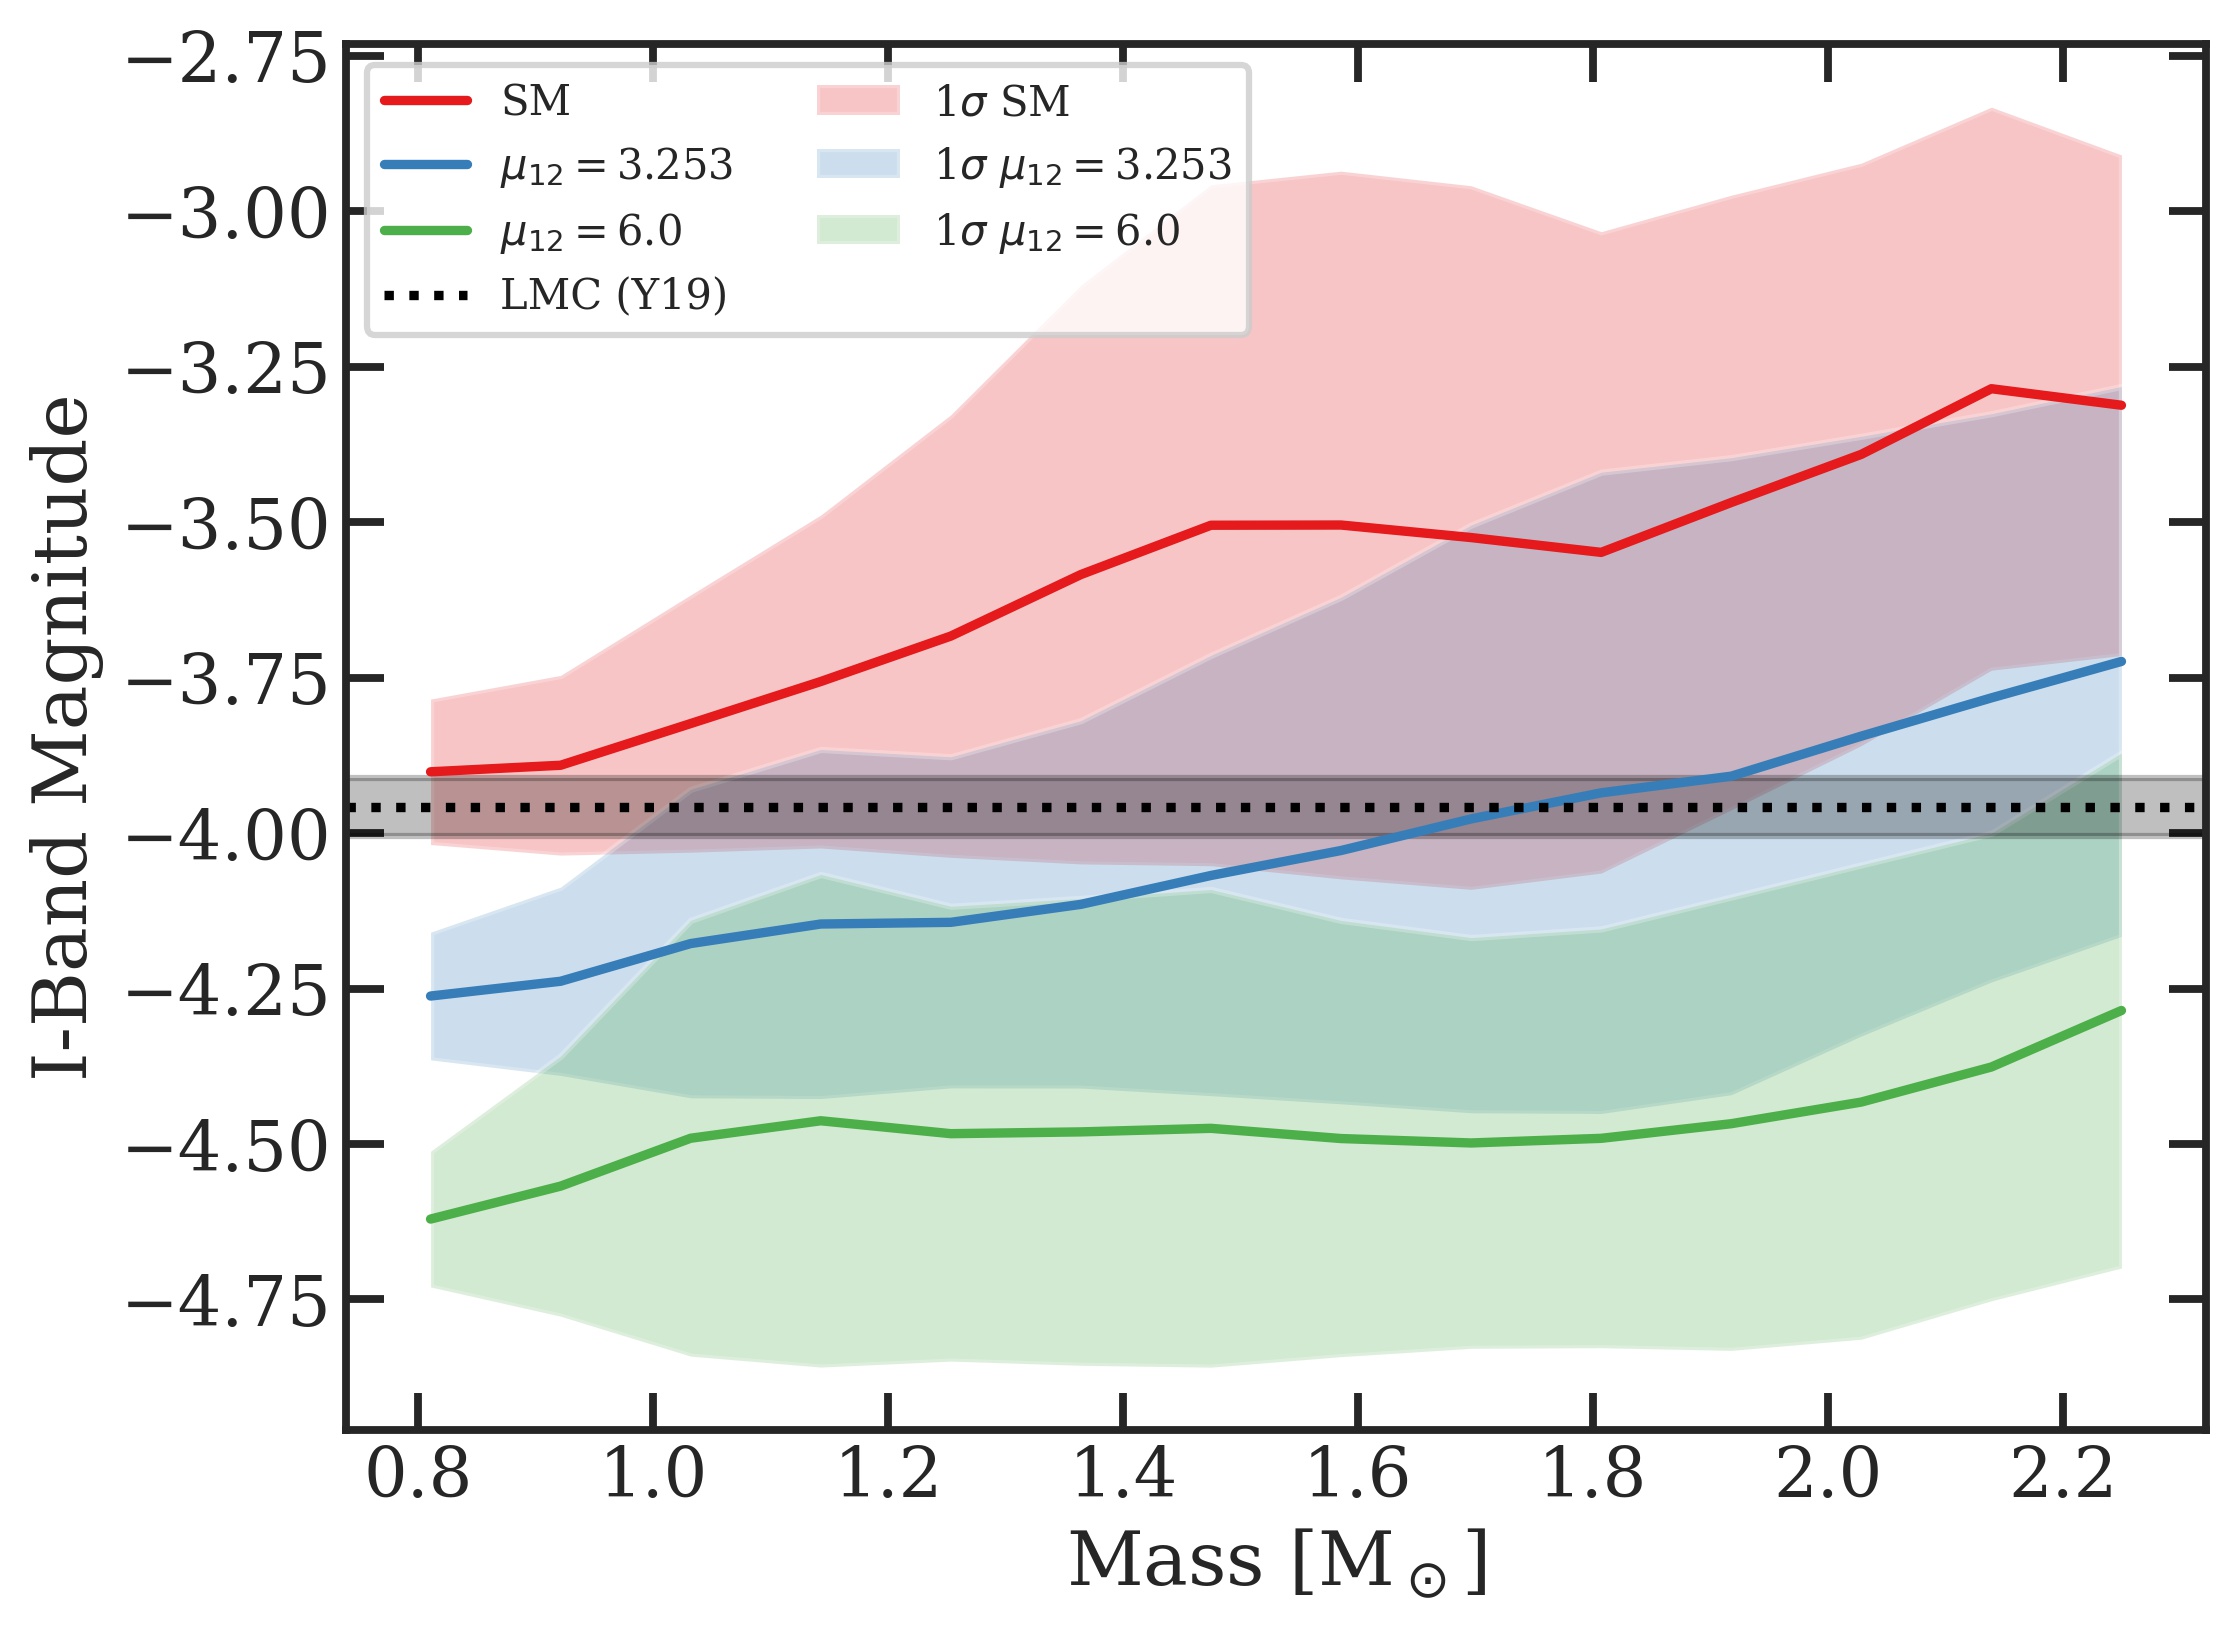 −2.75
−3.00
−3.25
−3.50
−3.75
−4.00
−4.25
−4.50
−4.75
I-Band Magnitude
SM
μ₁₂ = 3.253
μ₁₂ = 6.0
LMC (Y19)
1σ SM
1σ μ₁₂ = 3.253
1σ μ₁₂ = 6.0
0.8 1.0 1.2 1.4 1.6 1.8 2.0 2.2
Mass [M⊙]